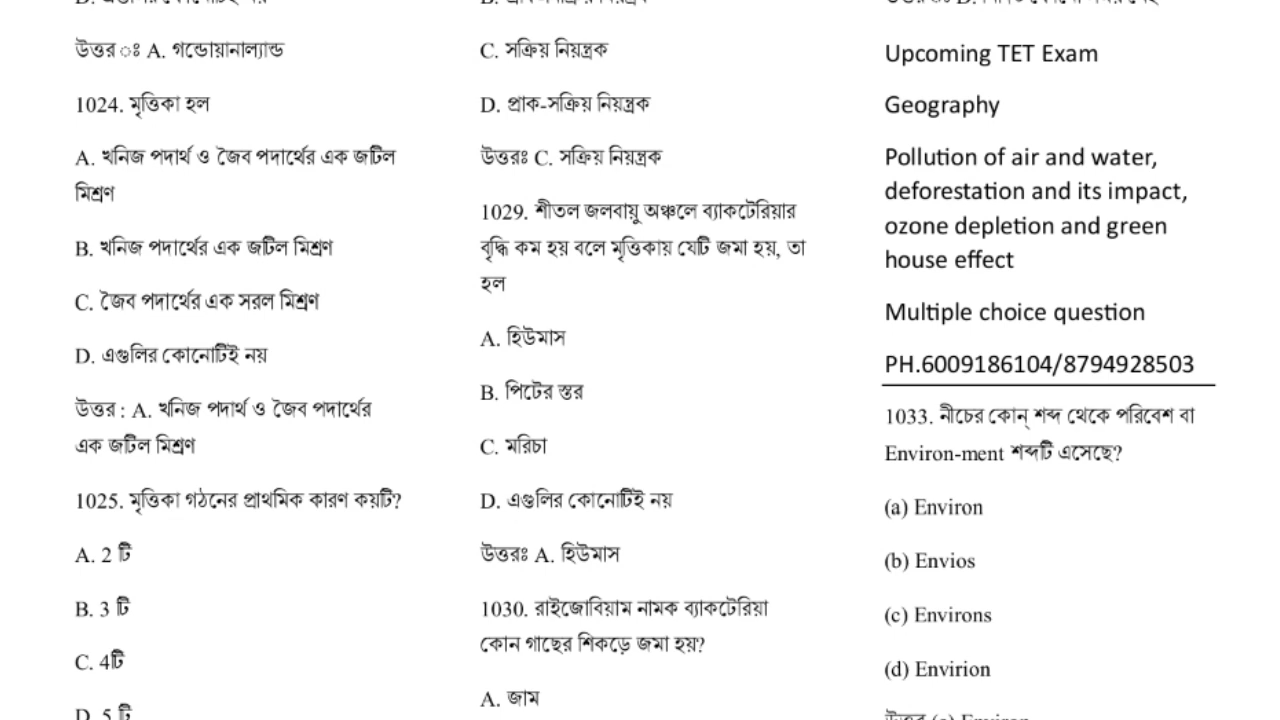 D. এগুলির কোনোটিই নয়
উত্তর ঃ A. গন্ডোয়ানাল্যান্ড
1024. মৃত্তিকা হল
A. খনিজ পদার্থ ও জৈব পদার্থের এক জটিল
মিশ্রণ
B. খনিজ পদার্থের এক জটিল মিশ্রণ
C. জৈব পদার্থের এক সরল মিশ্রণ
D. এগুলির কোনোটিই নয়
উত্তর : A. খনিজ পদার্থ ও জৈব পদার্থের
এক জটিল মিশ্রণ
1025. মৃত্তিকা গঠনের প্রাথমিক কারণ কয়টি?
A. 2 টি
B. 3 টি
C. 4টি
D. 5 টি
C. সক্রিয় নিয়ন্ত্রক
D. প্রাক-সক্রিয় নিয়ন্ত্রক
উত্তরঃ C. সক্রিয় নিয়ন্ত্রক
1029. শীতল জলবায়ু অঞ্চলে ব্যাকটেরিয়ার
বৃদ্ধি কম হয় বলে মৃত্তিকায় যেটি জমা হয়, তা
হল
A. হিউমাস
B. পিটের স্তর
C. মরিচা
D. এগুলির কোনোটিই নয়
উত্তরঃ A. হিউমাস
1030. রাইজোবিয়াম নামক ব্যাকটেরিয়া
কোন গাছের শিকড়ে জমা হয়?
A. জাম
Upcoming TET Exam
Geography
Pollution of air and water,
deforestation and its impact,
ozone depletion and green
house effect
Multiple choice question
PH.6009186104/8794928503
1033. নীচের কোন্ শব্দ থেকে পরিবেশ বা
Environ-ment শব্দটি এসেছে?
(a) Environ
(b) Envios
(c) Environs
(d) Envirion
উত্তর (a) Environ